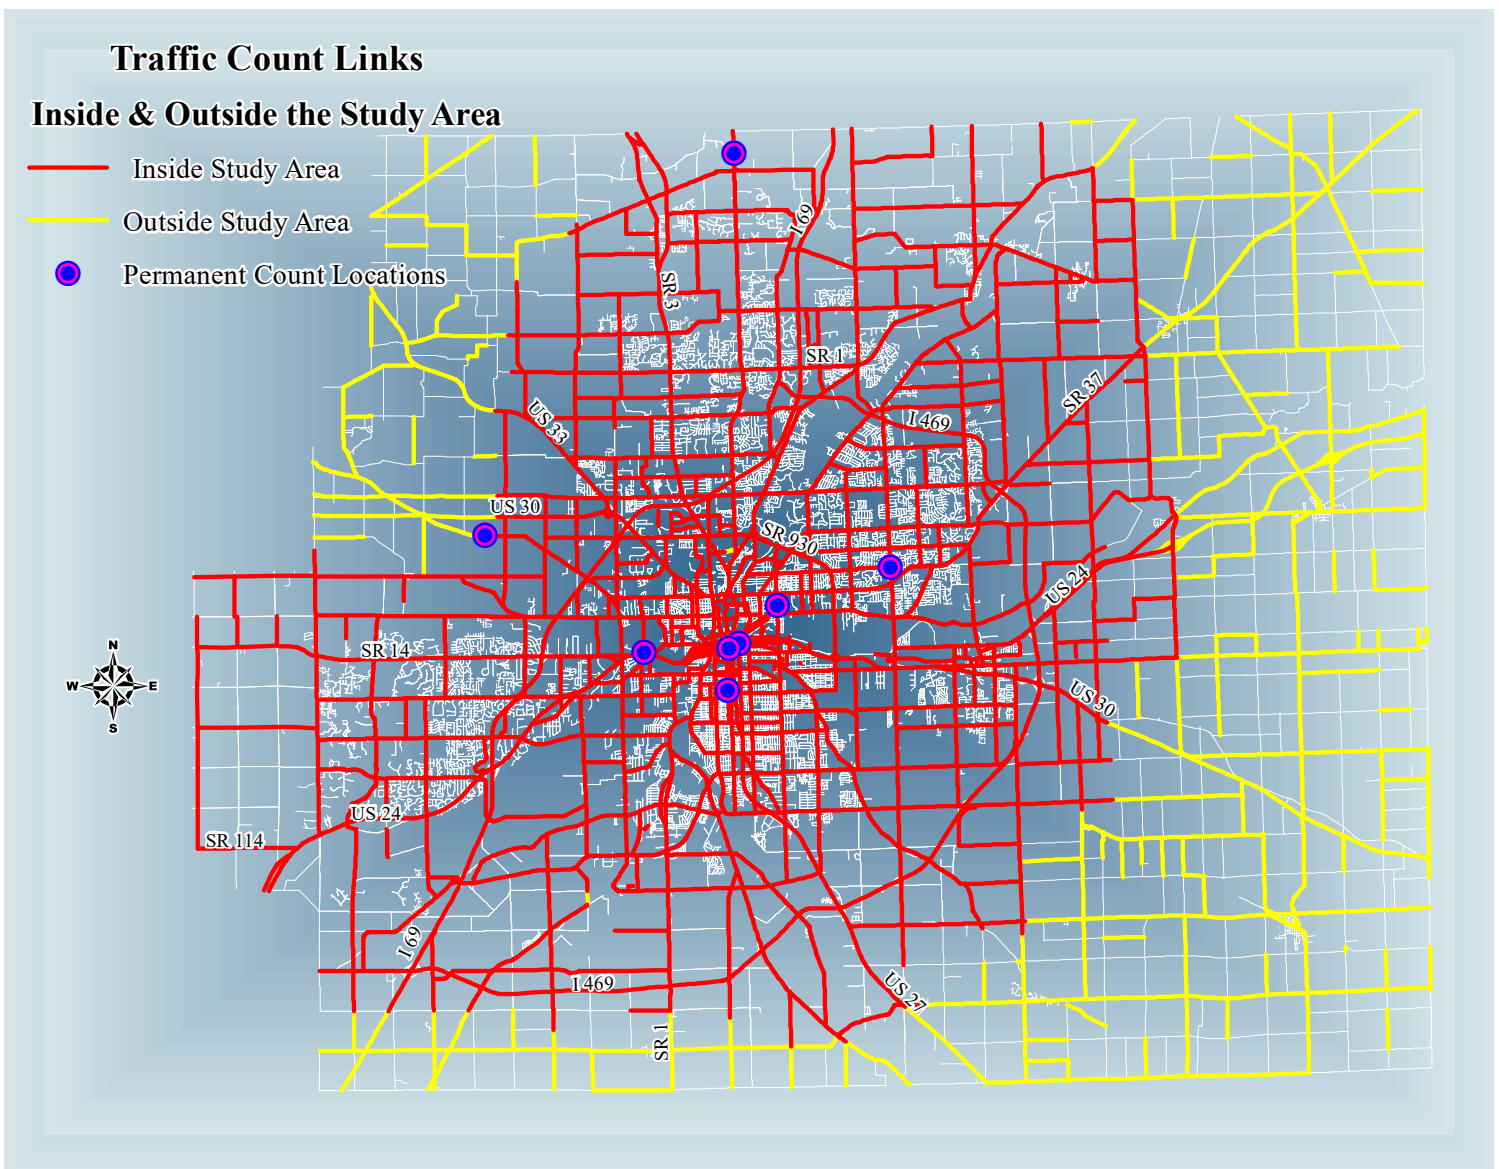 Traffic Count Links
Inside & Outside the Study Area
Inside Study Area
Outside Study Area
Permanent Count Locations
I 69
SR 3
SR 1
SR 37
US 33
I 469
US 30
SR 930
US 24
N
W E
S
SR 14
US 30
US 24
SR 114
I 69
I 469
US 27
SR 1